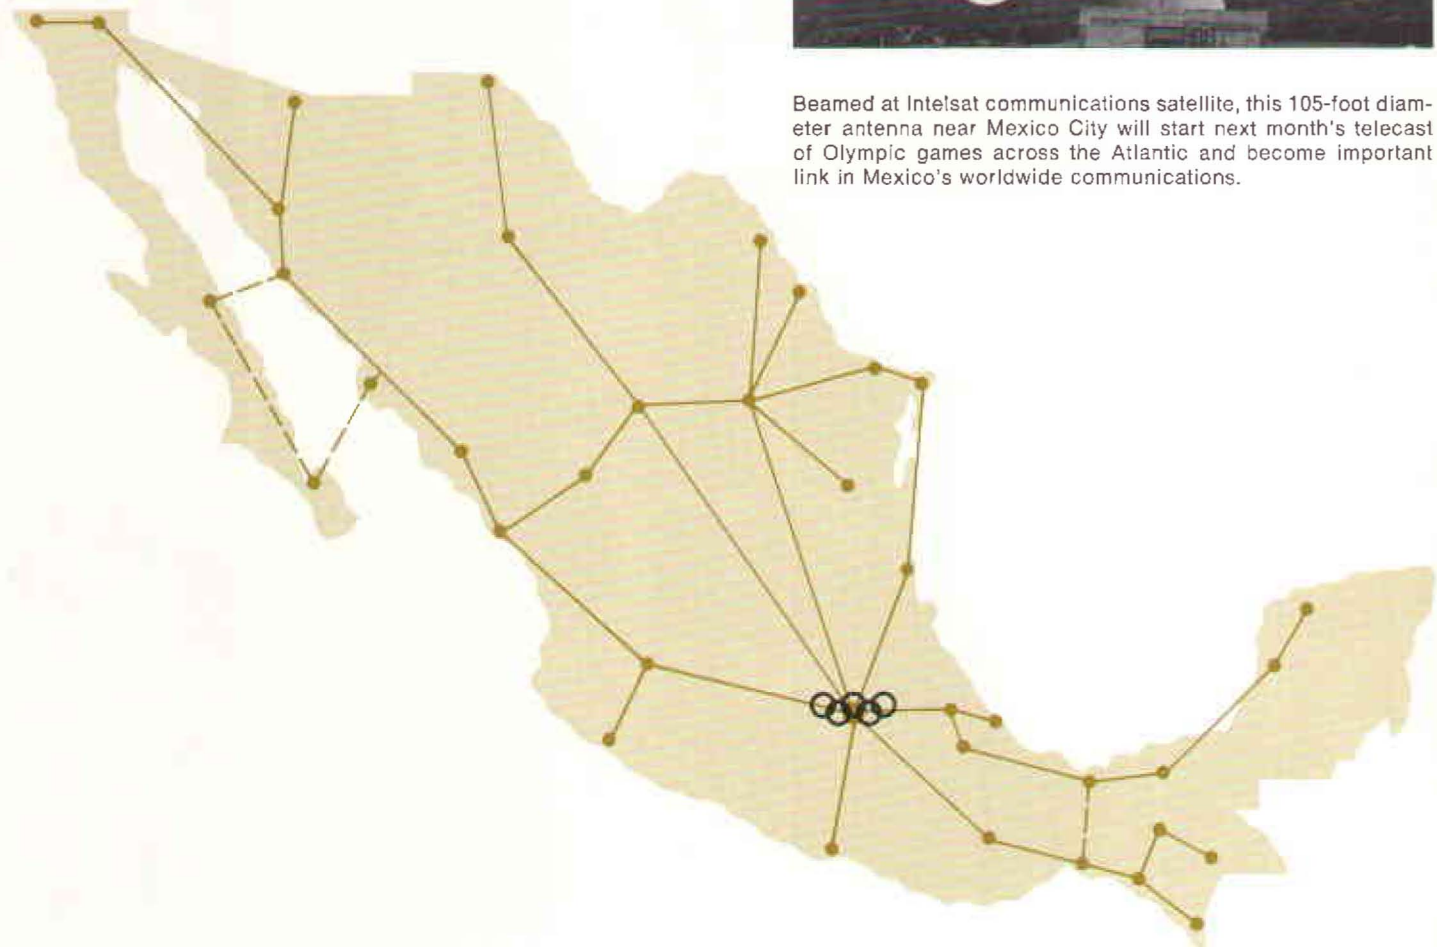 Beamed at Intelsat communications satellite, this 105-foot diam-
eter antenna near Mexico City will start next month's telecast
of Olympic games across the Atlantic and become important
link in Mexico's worldwide communications.